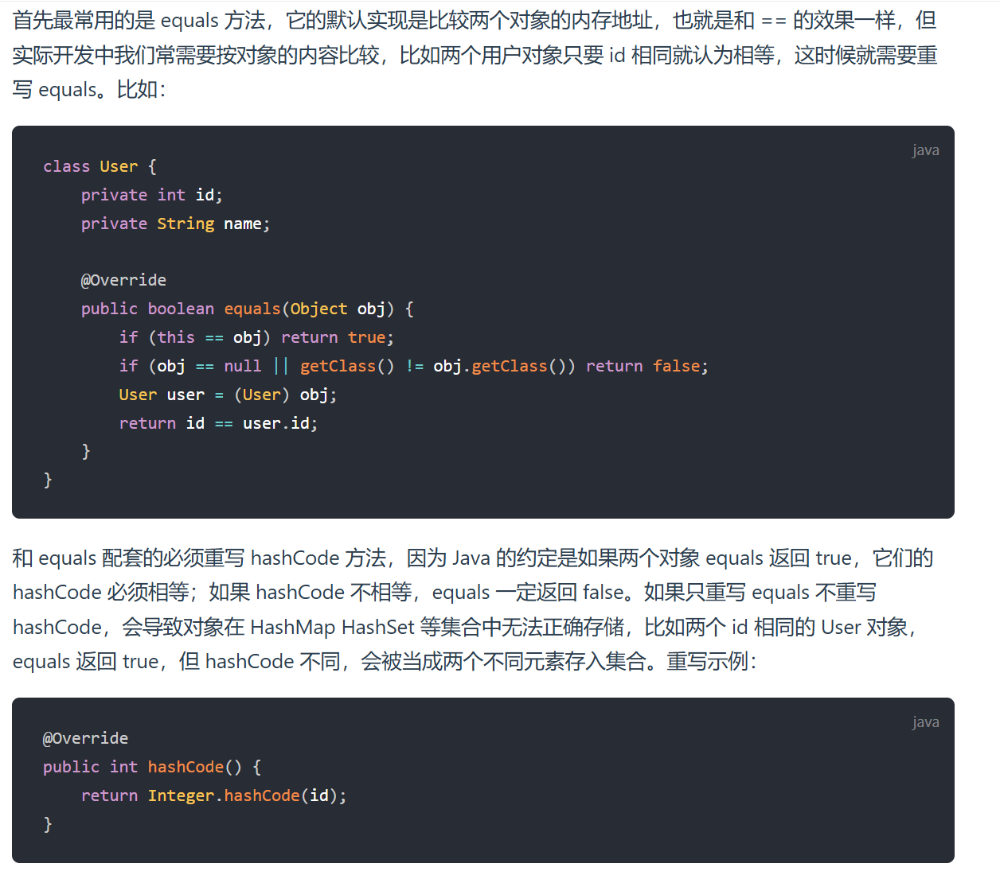 首先最常用的是 equals 方法，它的默认实现是比较两个对象的内存地址，也就是和 == 的效果一样，但
实际开发中我们常需要按对象的内容比较，比如两个用户对象只要 id 相同就认为相等，这时候就需要重
写 equals。比如：
java
class User {
    private int id;
    private String name;

    @Override
    public boolean equals(Object obj) {
        if (this == obj) return true;
        if (obj == null || getClass() != obj.getClass()) return false;
        User user = (User) obj;
        return id == user.id;
    }
}
和 equals 配套的必须重写 hashCode 方法，因为 Java 的约定是如果两个对象 equals 返回 true，它们的
hashCode 必须相等；如果 hashCode 不相等，equals 一定返回 false。如果只重写 equals 不重写
hashCode，会导致对象在 HashMap HashSet 等集合中无法正确存储，比如两个 id 相同的 User 对象，
equals 返回 true，但 hashCode 不同，会被当成两个不同元素存入集合。重写示例：
java
@Override
public int hashCode() {
    return Integer.hashCode(id);
}